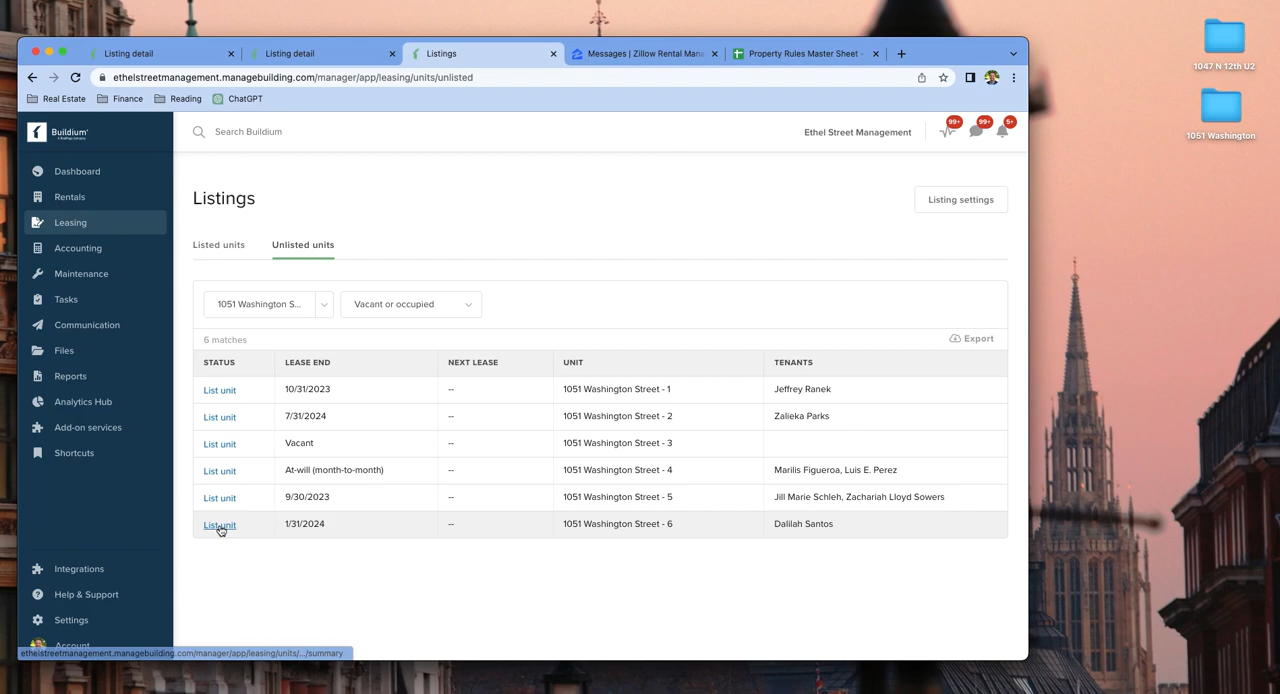 Listing detail
Listing detail
Listings
Messages | Zillow Rental Mana
Property Rules Master Sheet -
ethelstreetmanagement.managebuilding.com/manager/app/leasing/units/unlisted
Real Estate
Finance
Reading
ChatGPT
Buildium
Search Buildium
Ethel Street Management
99+
99+
5+
Dashboard
Rentals
Leasing
Accounting
Maintenance
Tasks
Communication
Files
Reports
Analytics Hub
Add-on services
Shortcuts
Integrations
Help & Support
Settings
Account
Listings
Listing settings
Listed units
Unlisted units
1051 Washington S...
Vacant or occupied
6 matches
Export
STATUS LEASE END NEXT LEASE UNIT TENANTS
List unit 10/31/2023 -- 1051 Washington Street - 1 Jeffrey Ranek
List unit 7/31/2024 -- 1051 Washington Street - 2 Zalieka Parks
List unit Vacant -- 1051 Washington Street - 3
List unit At-will (month-to-month) -- 1051 Washington Street - 4 Marilis Figueroa, Luis E. Perez
List unit 9/30/2023 -- 1051 Washington Street - 5 Jill Marie Schleh, Zachariah Lloyd Sowers
List unit 1/31/2024 -- 1051 Washington Street - 6 Dalilah Santos
ethelstreetmanagement.managebuilding.com/manager/app/leasing/units/.../summary
1047 N 12th U2
1051 Washington